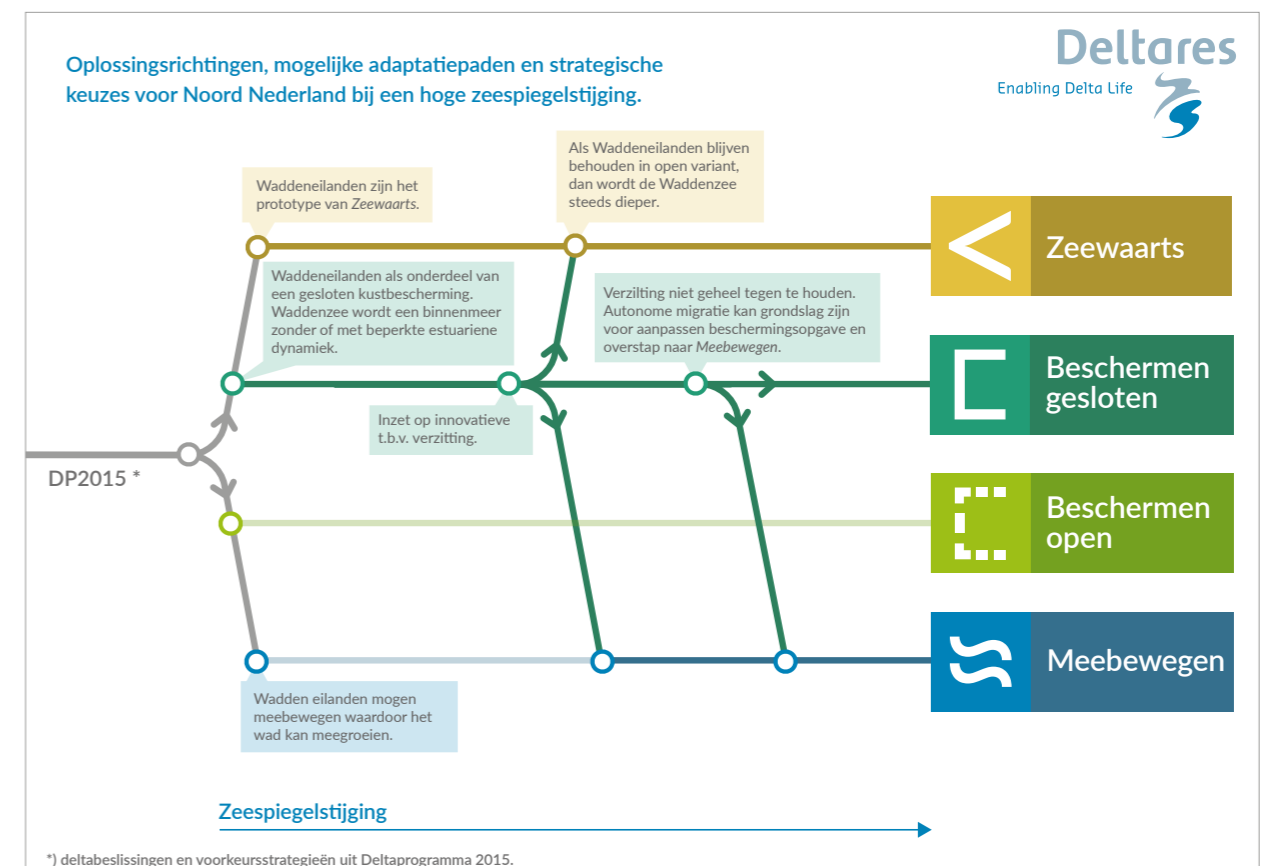 Oplossingsrichtingen, mogelijke adaptatiepaden en strategische
keuzes voor Noord Nederland bij een hoge zeespiegelstijging.
Deltares
Enabling Delta Life
Waddeneilanden zijn het
prototype van Zeewaarts.
Als Waddeneilanden blijven
behouden in open variant,
dan wordt de Waddenzee
steeds dieper.
Zeewaarts
Waddeneilanden als onderdeel van
een gesloten kustbescherming.
Waddenzee wordt een binnenmeer
zonder of met beperkte estuariene
dynamiek.
Verzilting niet geheel tegen te houden.
Autonome migratie kan grondslag zijn
voor aanpassen beschermingsopgave en
overstap naar Meebewegen.
Beschermen
gesloten
Inzet op innovatieve
t.b.v. verzitting.
DP2015 *
Beschermen
open
Meebewegen
Wadden eilanden mogen
meebewegen waardoor het
wad kan meegroeien.
Zeespiegelstijging
*) deltabeslissingen en voorkeursstrategieën uit Deltaprogramma 2015.